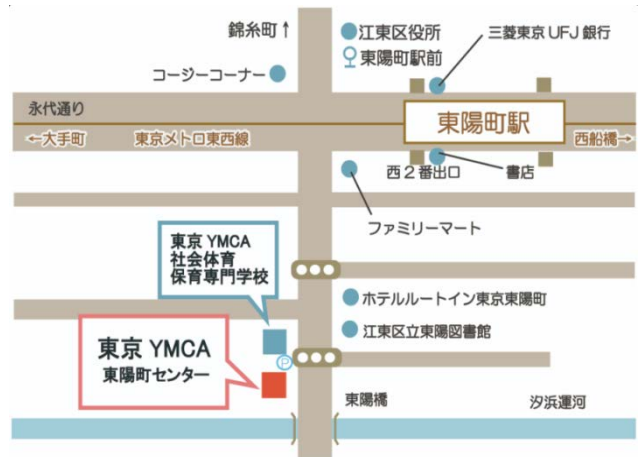 錦糸町↑
江東区役所
東陽町駅前
三菱東京UFJ銀行
コージーコーナー
永代通り
東陽町駅
←大手町
東京メトロ東西線
西船橋→
西2番出口
書店
ファミリーマート
東京YMCA
社会体育
保育専門学校
ホテルルートイン東京東陽町
江東区立東陽図書館
東京YMCA
東陽町センター
P
東陽橋
汐浜運河